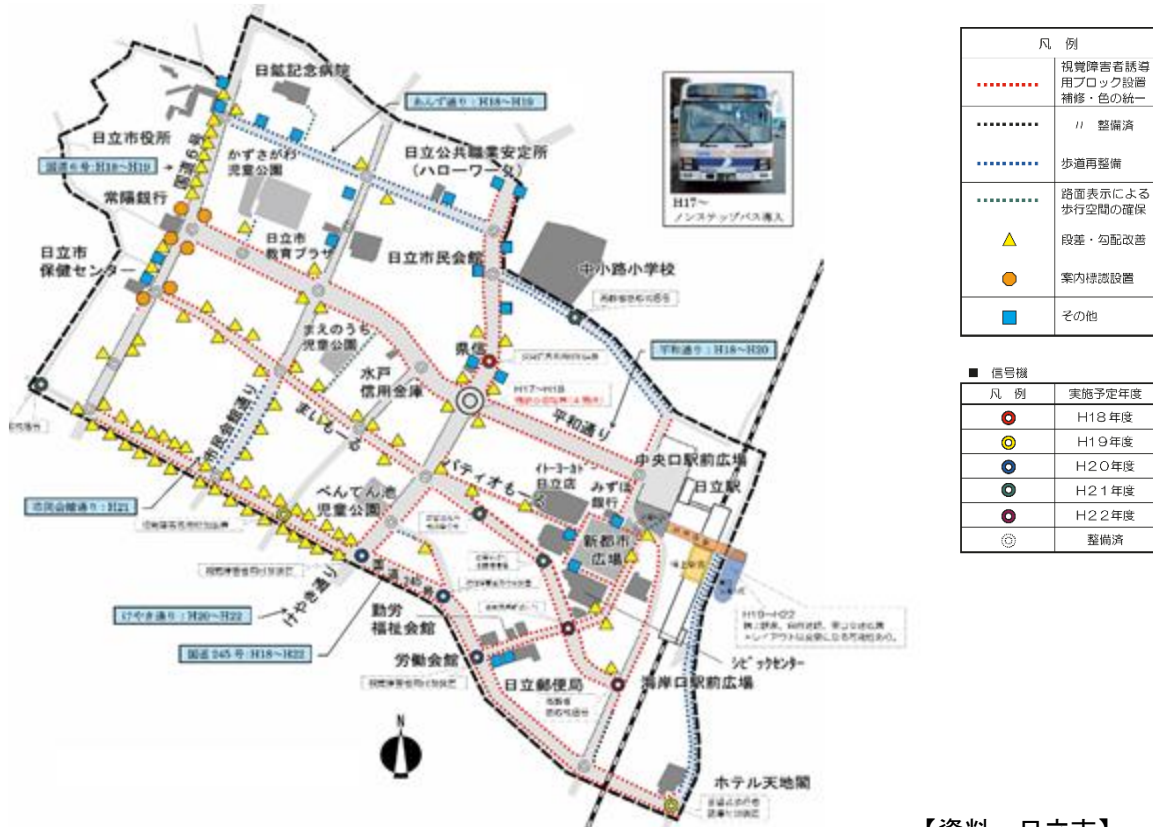 日鉱記念病院
あんず通り：H18～H19
日立市役所
国道6号:H18～H19
国道6号
かずさがわ
児童公園
日立公共職業安定所
(ハローワーク)
H17～
ノンステップバス導入
常陽銀行
日立市
教育プラザ
日立市民会館
中小路小学校
日立市
保健センター
まえのうち
児童公園
県信
平和通り：H18～H20
水戸
信用金庫
H17～H18
平和通り
まいもーる
市民会館通り
パティオもーる
ｲﾄｰﾖｰｶﾄﾞ
日立店
みずほ
銀行
中央口駅前広場
日立駅
市民会館通り：H21
べんてん池
児童公園
新都市
広場
国道245号
けやき通り
けやき通り：H20～H22
勤労
福祉会館
H19～H22
国道245号:H18～H22
労働会館
ｼﾋﾞｯｸｾﾝﾀｰ
日立郵便局
海岸口駅前広場
N
ホテル天地閣
凡 例
視覚障害者誘導
用ブロック設置
補修・色の統一
〃 整備済
歩道再整備
路面表示による
歩行空間の確保
段差・勾配改善
案内標識設置
その他
■ 信号機
凡 例 実施予定年度
H18年度
H19年度
H20年度
H21年度
H22年度
整備済
【資料 日立市】